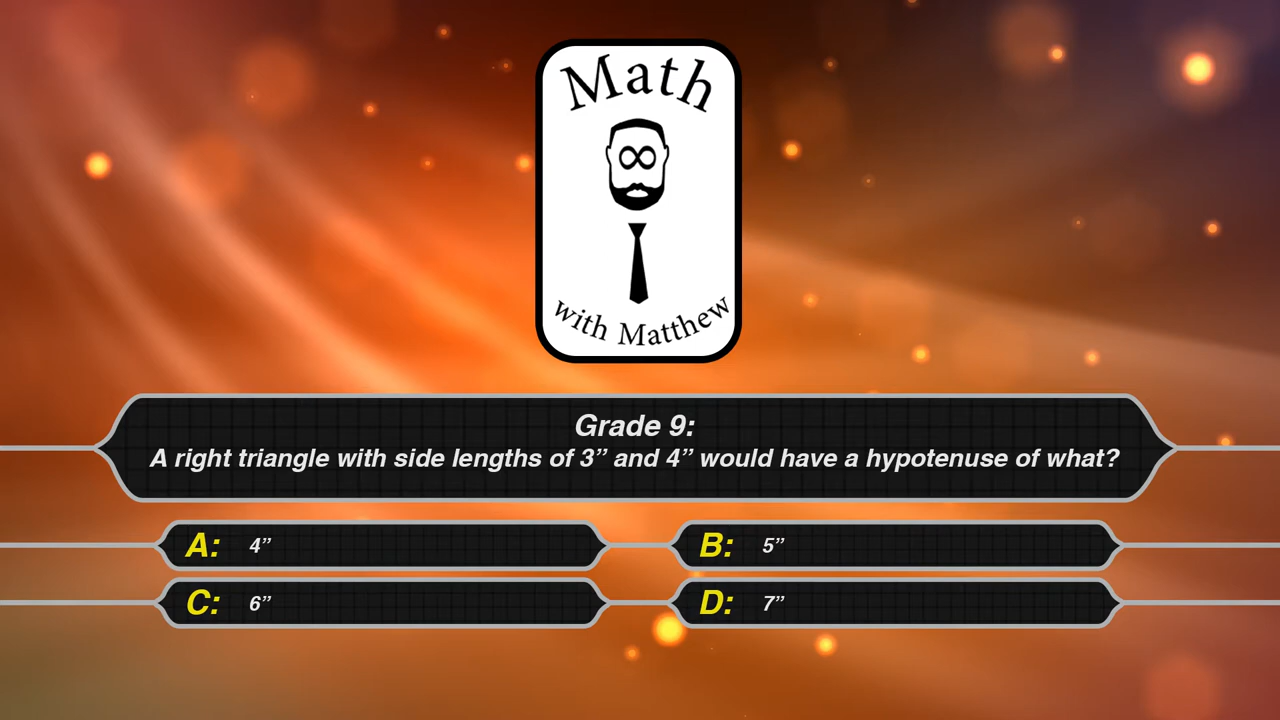 Math
with Matthew
Grade 9:
A right triangle with side lengths of 3” and 4” would have a hypotenuse of what?
A: 4”
B: 5”
C: 6”
D: 7”